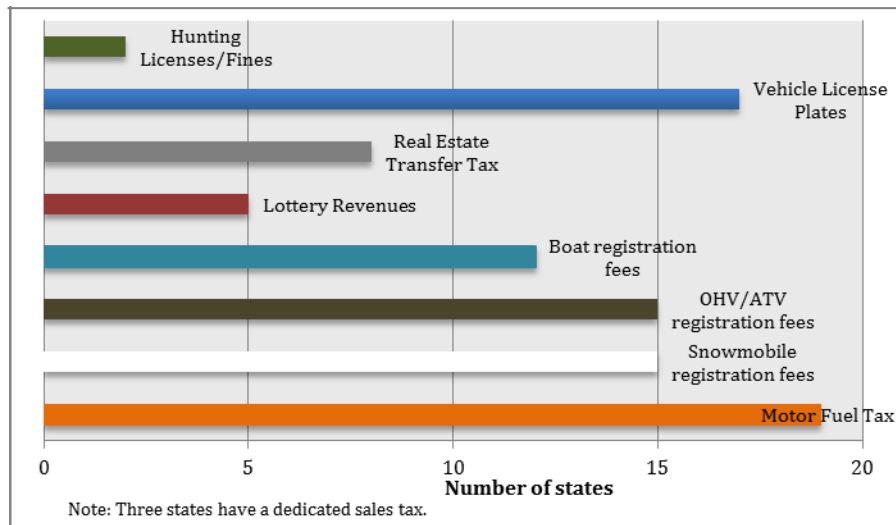 Hunting
Licenses/Fines
Vehicle License
Plates
Real Estate
Transfer Tax
Lottery Revenues
Boat registration
fees
OHV/ATV
registration fees
Snowmobile
registration fees
Motor Fuel Tax
0 5 10 15 20
Number of states
Note: Three states have a dedicated sales tax.